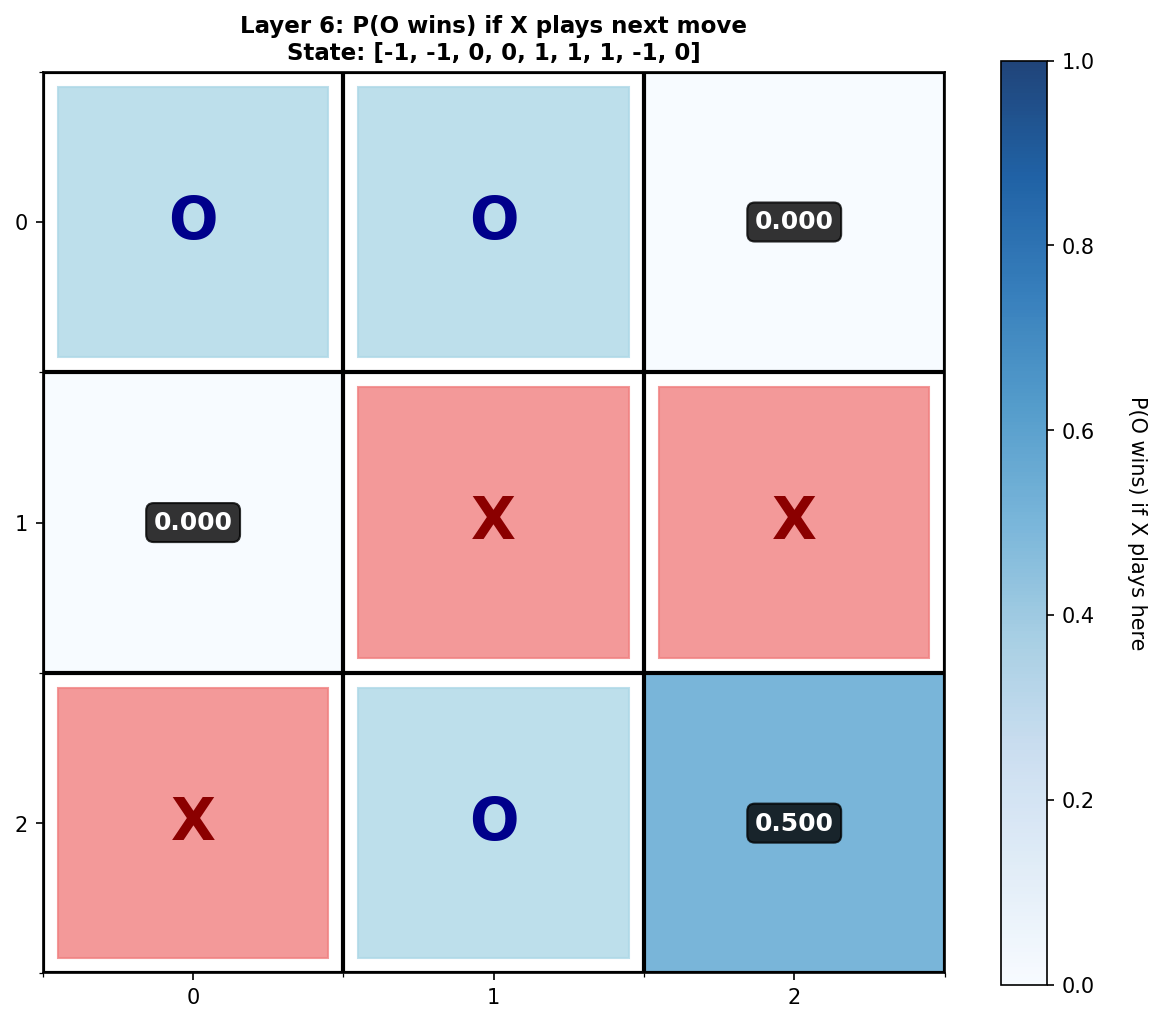 Layer 6: P(O wins) if X plays next move
State: [-1, -1, 0, 0, 1, 1, 1, -1, 0]
0
O
O
0.000
1
0.000
X
X
2
X
O
0.500
0
1
2
1.0
0.8
0.6
0.4
0.2
0.0
P(O wins) if X plays here